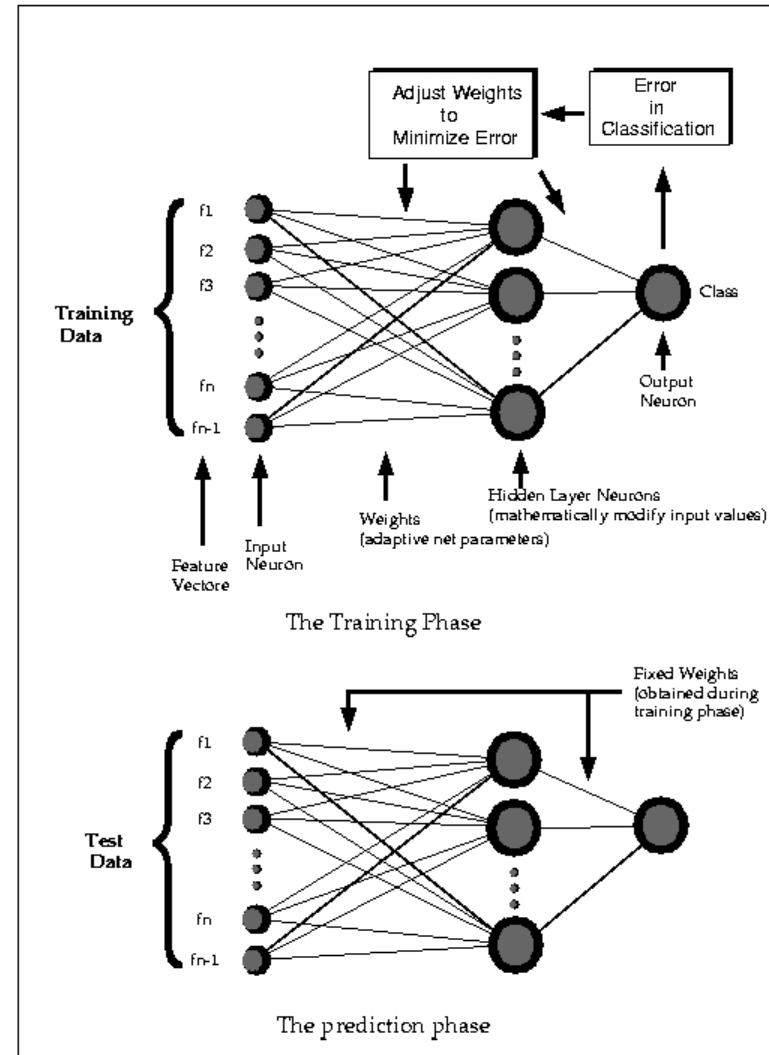 Adjust Weights
to
Minimize Error
Error
in
Classification
f1
f2
f3
fn
fn-1
Training
Data
Class
Output
Neuron
Hidden Layer Neurons
(mathematically modify input values)
Weights
(adaptive net parameters)
Input
Neuron
Feature
Vectore
The Training Phase
Fixed Weights
(obtained during
training phase)
f1
f2
f3
fn
fn-1
Test
Data
The prediction phase